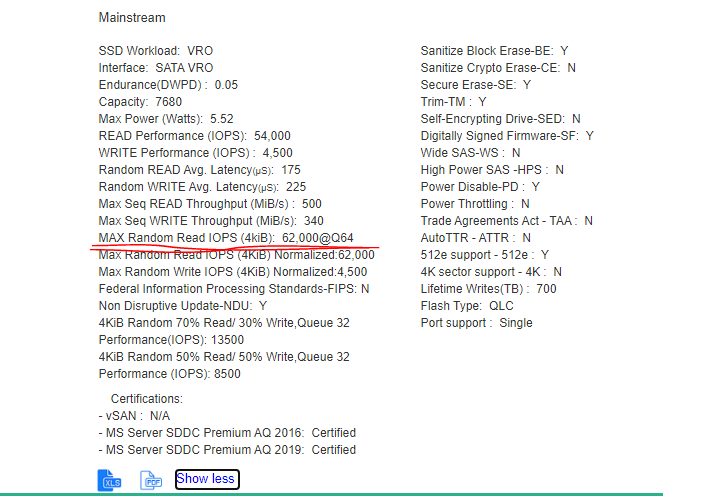 Mainstream
SSD Workload: VRO
Interface: SATA VRO
Endurance(DWPD) : 0.05
Capacity: 7680
Max Power (Watts): 5.52
READ Performance (IOPS): 54,000
WRITE Performance (IOPS) : 4,500
Random READ Avg. Latency(µS): 175
Random WRITE Avg. Latency(µS): 225
Max Seq READ Throughput (MiB/s) : 500
Max Seq WRITE Throughput (MiB/s): 340
MAX Random Read IOPS (4kiB): 62,000@Q64
Max Random Read IOPS (4KiB) Normalized:62,000
Max Random Write IOPS (4KiB) Normalized:4,500
Federal Information Processing Standards-FIPS: N
Non Disruptive Update-NDU: Y
4KiB Random 70% Read/ 30% Write,Queue 32
Performance(IOPS): 13500
4KiB Random 50% Read/ 50% Write,Queue 32
Performance (IOPS): 8500
Sanitize Block Erase-BE: Y
Sanitize Crypto Erase-CE: N
Secure Erase-SE: Y
Trim-TM : Y
Self-Encrypting Drive-SED: N
Digitally Signed Firmware-SF: Y
Wide SAS-WS : N
High Power SAS -HPS : N
Power Disable-PD : Y
Power Throttling : N
Trade Agreements Act - TAA : N
AutoTTR - ATTR : N
512e support - 512e : Y
4K sector support - 4K : N
Lifetime Writes(TB) : 700
Flash Type: QLC
Port support : Single
Certifications:
- vSAN : N/A
- MS Server SDDC Premium AQ 2016: Certified
- MS Server SDDC Premium AQ 2019: Certified
XLS
PDF
Show less